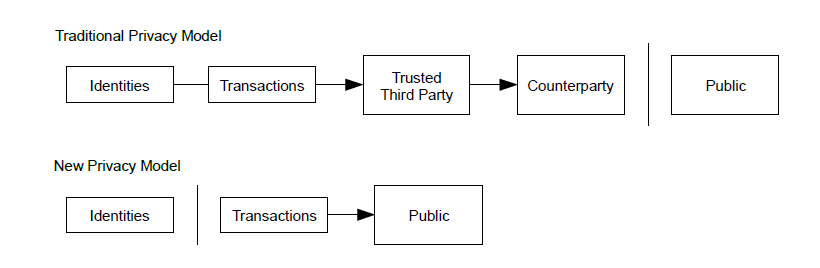 Traditional Privacy Model
Identities
Transactions
Trusted
Third Party
Counterparty
Public
New Privacy Model
Identities
Transactions
Public